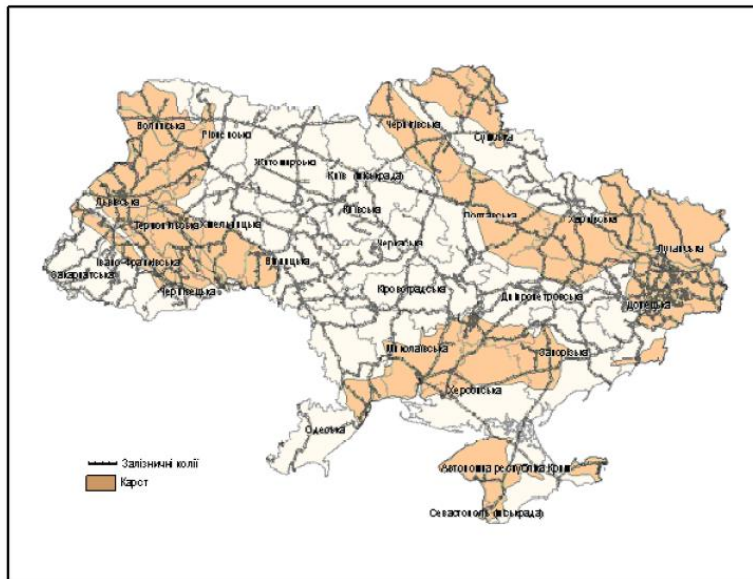 Волинська
Рівненська
Житомирська
Київ (міськрада)
Чернігівська
Сумська
Львівська
Тернопільська
Хмельницька
Київська
Полтавська
Харківська
Луганська
Івано-Франківська
Закарпатська
Чернівецька
Вінницька
Черкаська
Кіровоградська
Дніпропетровська
Донецька
Миколаївська
Запорізька
Херсонська
Одеська
Автономна республіка Крим
Севастополь (міськрада)
Залізничні колії
Карст